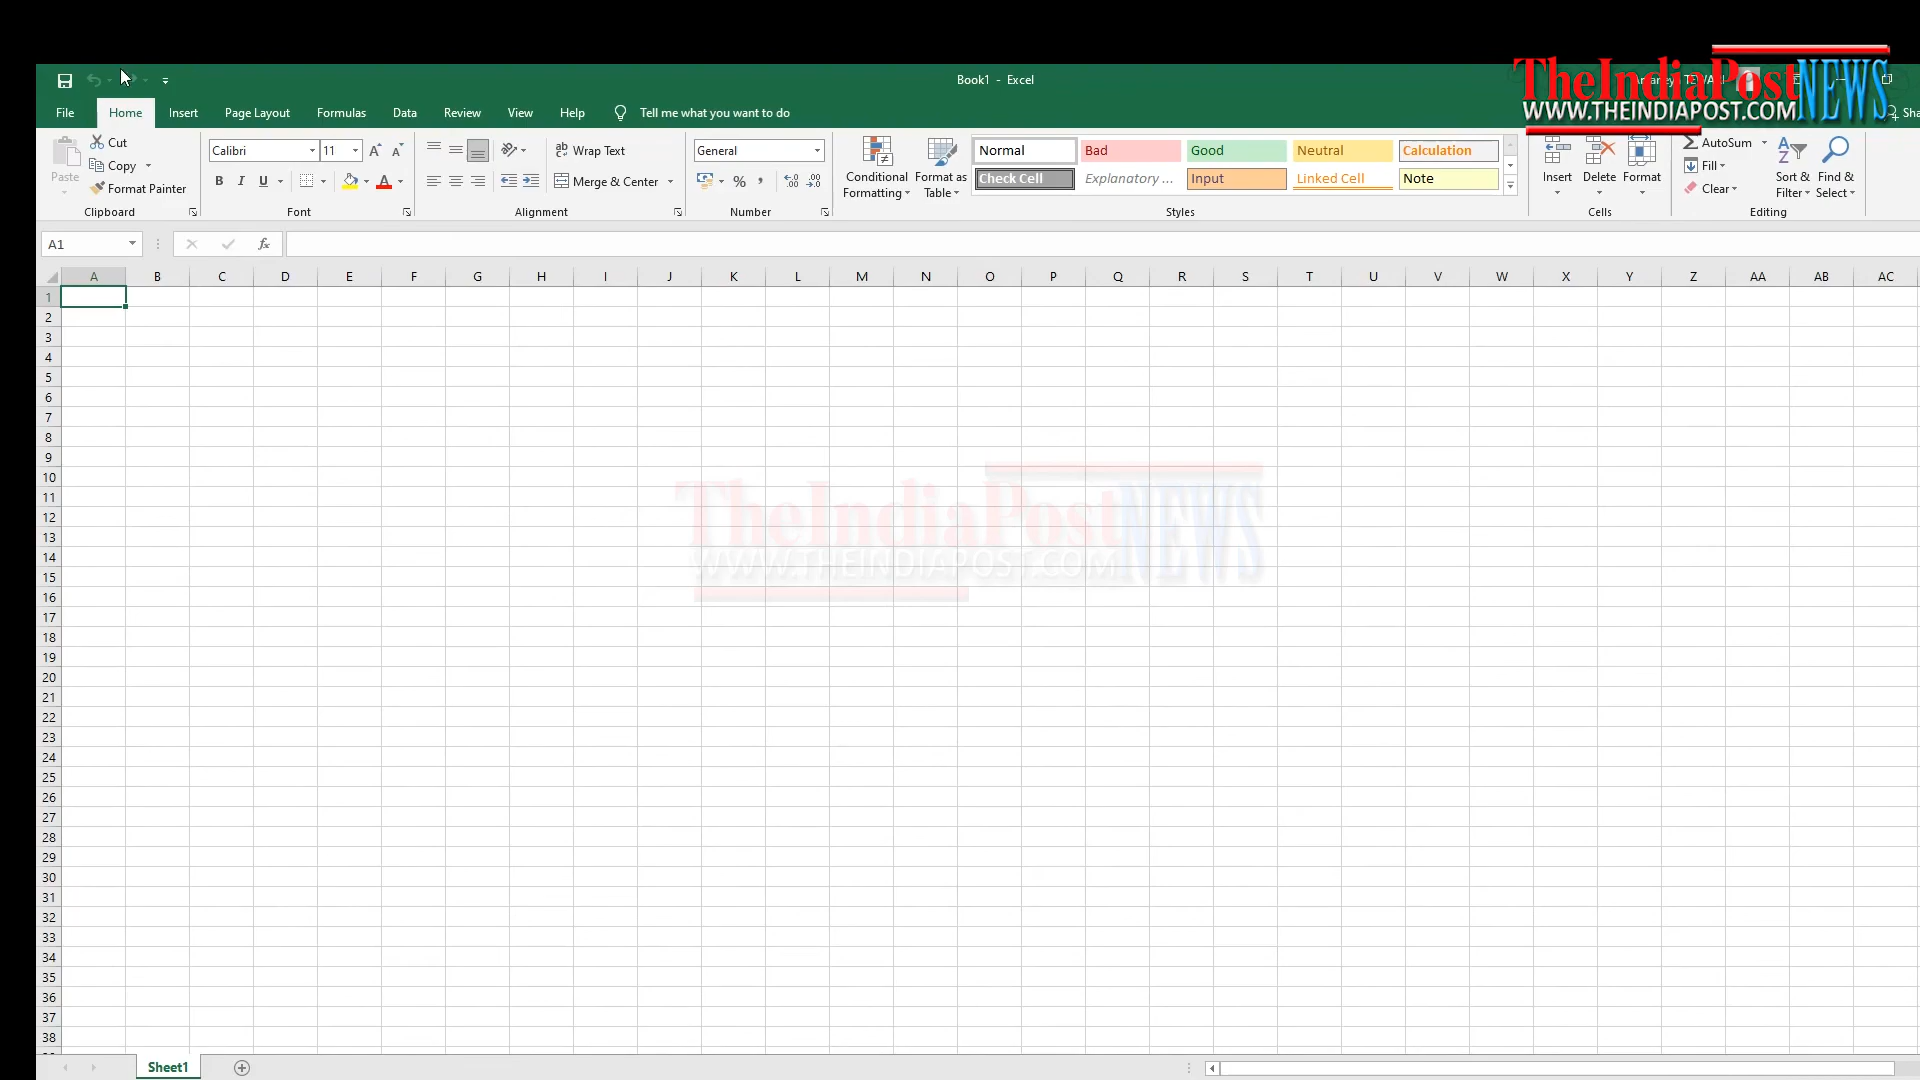 Book1 - Excel
TheIndiaPost NEWS
WWW.THEINDIAPOST.COM
File Home Insert Page Layout Formulas Data Review View Help Tell me what you want to do
Paste
Cut
Copy
Format Painter
Clipboard
Calibri 11
B I U
Font
Wrap Text
Merge & Center
Alignment
General
Number
Conditional Formatting
Format as Table
Normal Bad Good Neutral Calculation
Check Cell Explanatory ... Input Linked Cell Note
Styles
Insert Delete Format
Cells
AutoSum
Fill
Clear
Sort & Filter
Find & Select
Editing
A1 fx
A B C D E F G H I J K L M N O P Q R S T U V W X Y Z AA AB AC
1
2
3
4
5
6
7
8
9
10
11
12
13
14
15
16
17
18
19
20
21
22
23
24
25
26
27
28
29
30
31
32
33
34
35
36
37
38
TheIndiaPost NEWS
WWW.THEINDIAPOST.COM
Sheet1